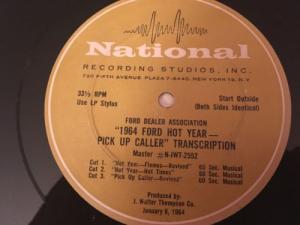 National
RECORDING STUDIOS, INC.
730 FIFTH AVENUE PLAZA 7-6440, NEW YORK 19, N.Y.
33⅓ RPM
Use LP Stylus
Start Outside
(Both Sides Identical)
FORD DEALER ASSOCIATION
"1964 FORD HOT YEAR—
PICK UP CALLER" TRANSCRIPTION
Master #N-IWT-2552
Cut 1. "Hot Year—Flamus—Revised" 60 Sec. Musical
Cut 2. "Hot Year—Hot Times" 60 Sec. Musical
Cut 3. "Pick Up Caller—Revised" 60 Sec. Musical
Produced by:
J. Walter Thompson Co.
January 6, 1964